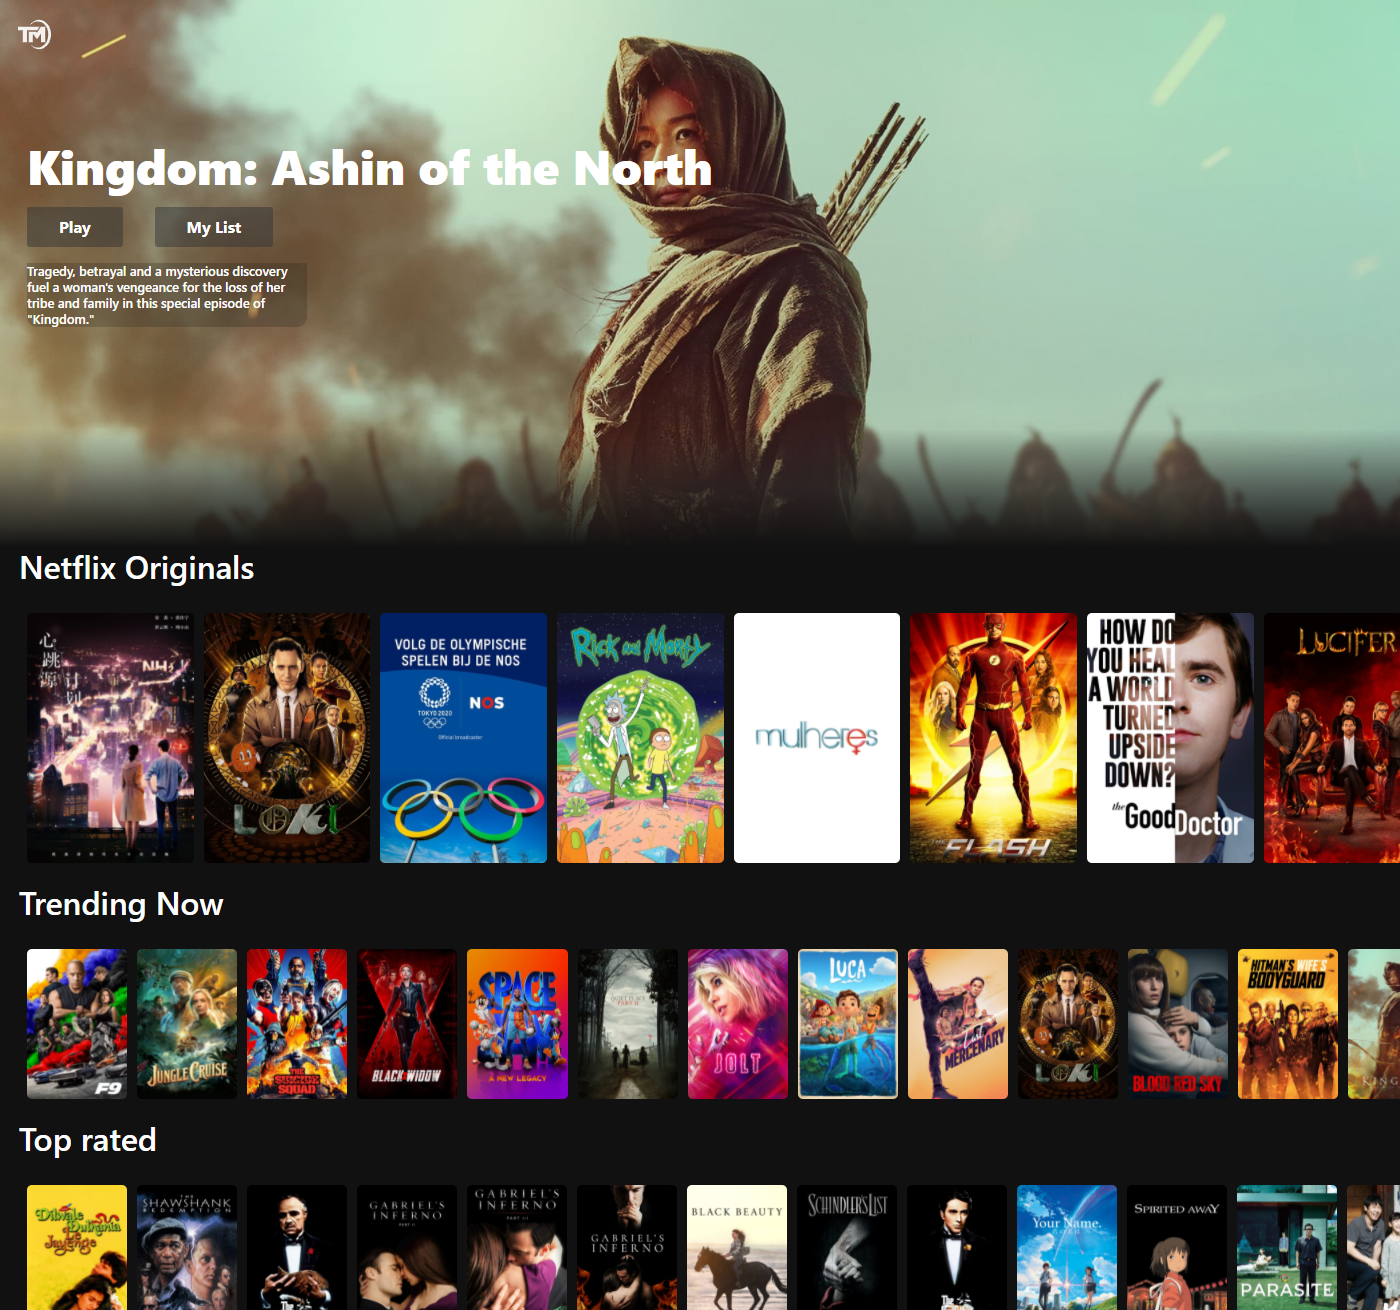 TM
Kingdom: Ashin of the North
Play
My List
Tragedy, betrayal and a mysterious discovery
fuel a woman's vengeance for the loss of her
tribe and family in this special episode of
"Kingdom."
Netflix Originals
心跳源计划
NH
LOKI
VOLG DE OLYMPISCHE
SPELEN BIJ DE NOS
TOKYO 2020
NOS
Official broadcaster
Rick and Morty
mulheres
THE
FLASH
HOW DO
YOU HEAL
A WORLD
TURNED
UPSIDE
DOWN?
the Good Doctor
LUCIFER
Trending Now
F9
JUNGLE CRUISE
THE
SUICIDE
SQUAD
BLACK WIDOW
SPACE
JAM
A NEW LEGACY
A QUIET PLACE
PART II
JOLT
LUCA
MERCENARY
LOKI
BLOOD RED SKY
HITMAN'S WIFE'S
BODYGUARD
KING
Top rated
Dilwale
Dulhania
Le
Jayenge
THE
SHAWSHANK
REDEMPTION
The
GABRIEL'S
INFERNO
PART II
GABRIEL'S
INFERNO
PART III
GABRIEL'S
INFERNO
BLACK BEAUTY
SCHINDLER'S LIST
The
Your Name.
SPIRITED AWAY
PARASITE